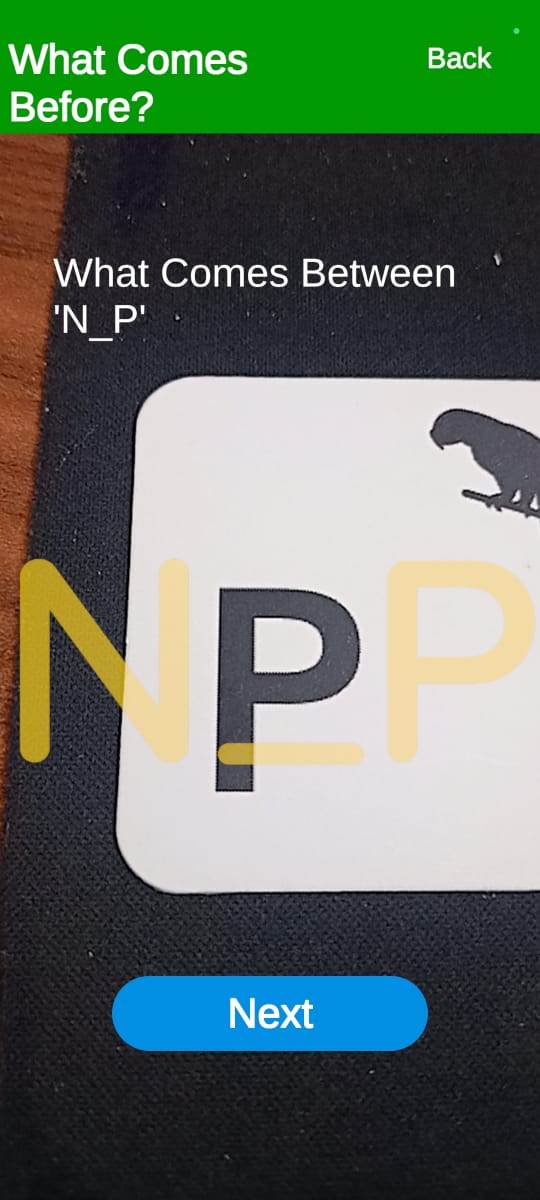 What Comes
Before?
Back
What Comes Between
'N_P'
N_P
P
Next